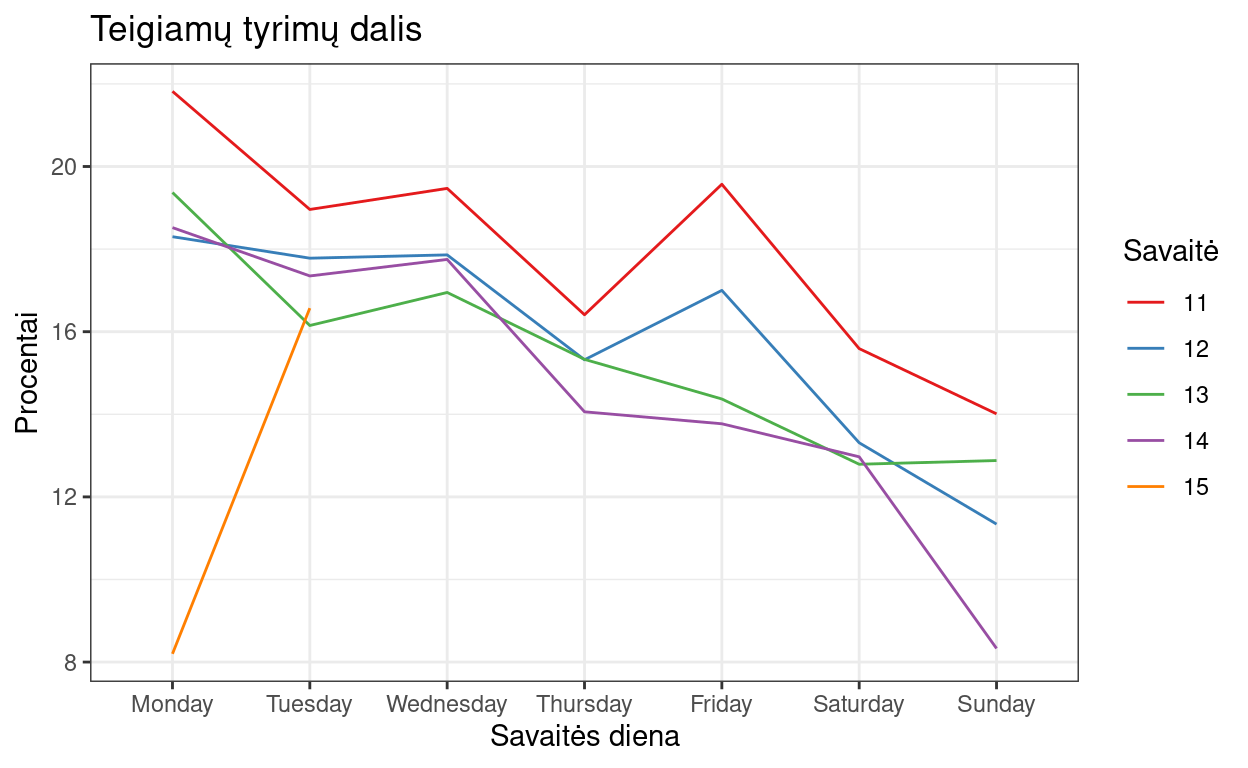 Teigiamų tyrimų dalis
Procentai
20
16
12
8
Monday Tuesday Wednesday Thursday Friday Saturday Sunday
Savaitės diena
Savaitė
11
12
13
14
15